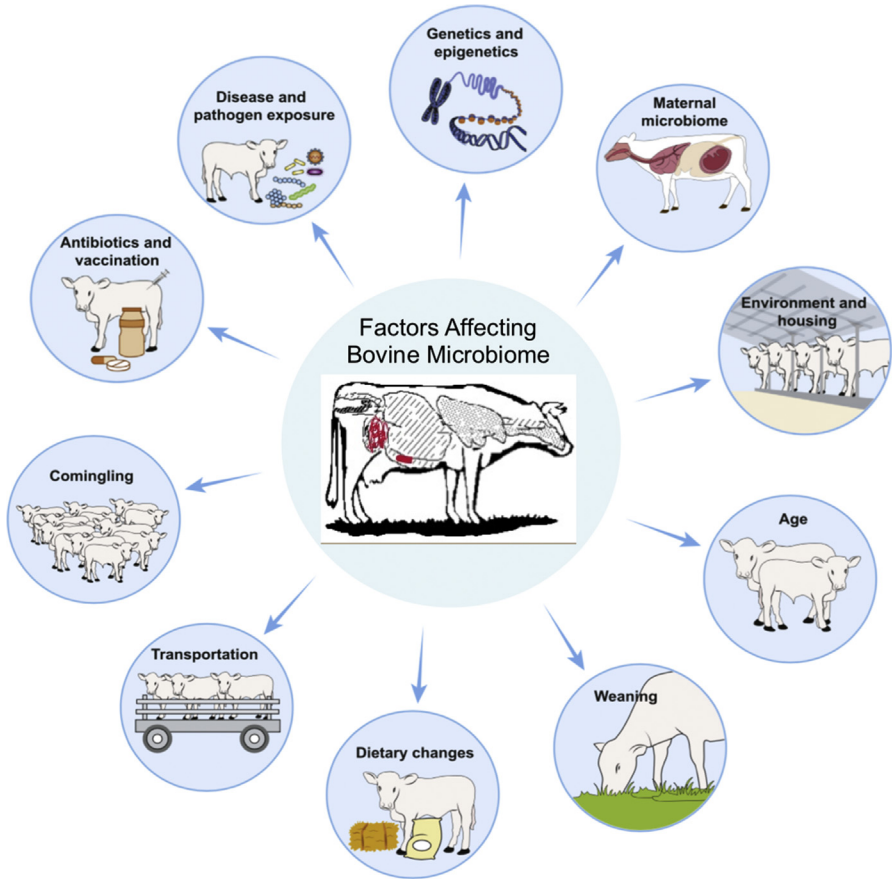 Genetics and
epigenetics
Disease and
pathogen exposure
Maternal
microbiome
Antibiotics and
vaccination
Environment and
housing
Factors Affecting
Bovine Microbiome
Comingling
Age
Transportation
Weaning
Dietary changes